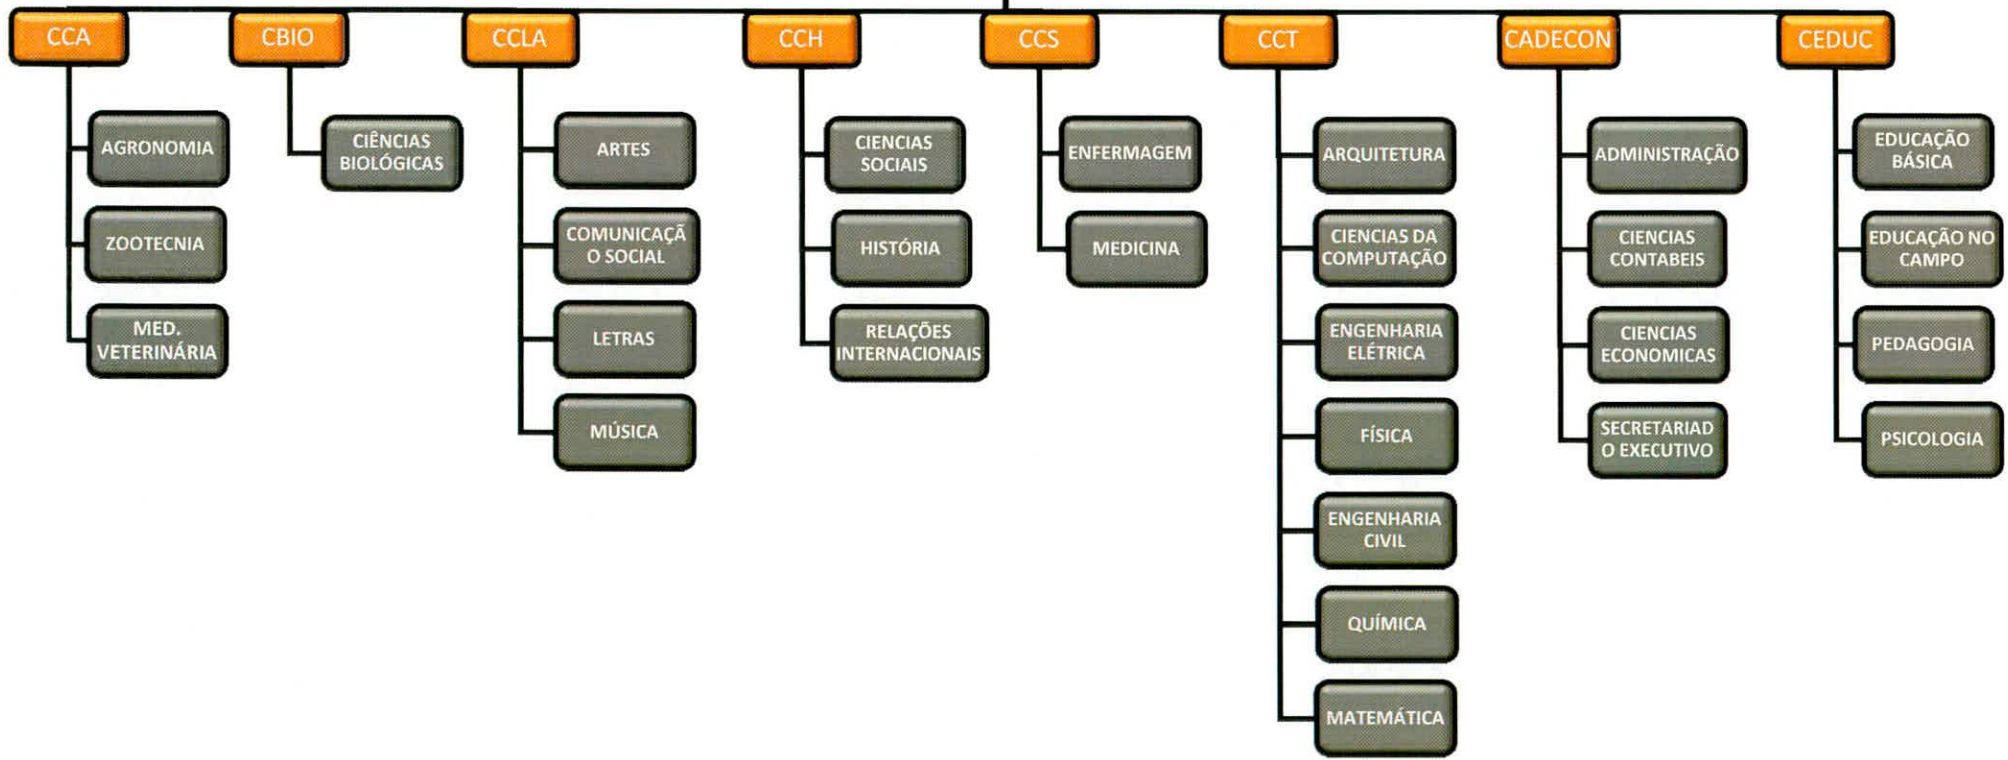 CCA
CBIO
CCLA
CCH
CCS
CCT
CADECON
CEDUC
AGRONOMIA
ZOOTECNIA
MED.
VETERINÁRIA
CIÊNCIAS
BIOLÓGICAS
ARTES
COMUNICAÇÃ
O SOCIAL
LETRAS
MÚSICA
CIENCIAS
SOCIAIS
HISTÓRIA
RELAÇÕES
INTERNACIONAIS
ENFERMAGEM
MEDICINA
ARQUITETURA
CIENCIAS DA
COMPUTAÇÃO
ENGENHARIA
ELÉTRICA
FÍSICA
ENGENHARIA
CIVIL
QUÍMICA
MATEMÁTICA
ADMINISTRAÇÃO
CIENCIAS
CONTABEIS
CIENCIAS
ECONOMICAS
SECRETARIAD
O EXECUTIVO
EDUCAÇÃO
BÁSICA
EDUCAÇÃO NO
CAMPO
PEDAGOGIA
PSICOLOGIA